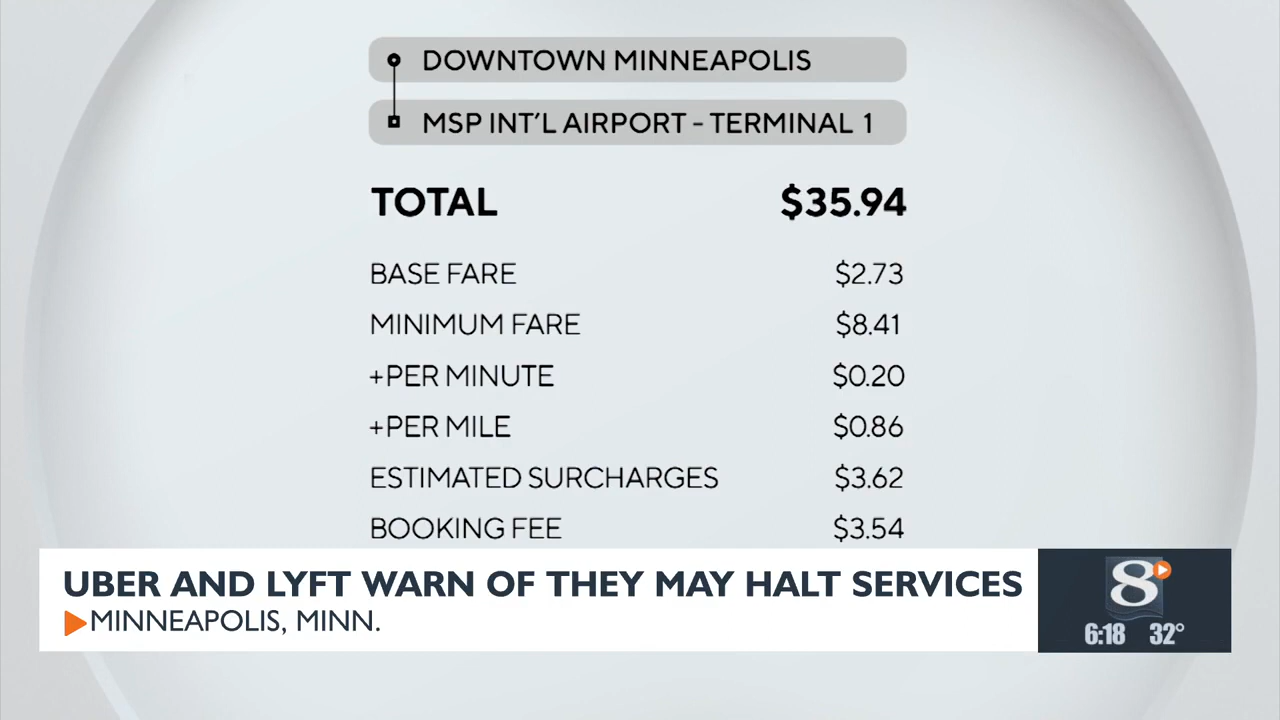 DOWNTOWN MINNEAPOLIS
MSP INT'L AIRPORT - TERMINAL 1
TOTAL $35.94
BASE FARE $2.73
MINIMUM FARE $8.41
+PER MINUTE $0.20
+PER MILE $0.86
ESTIMATED SURCHARGES $3.62
BOOKING FEE $3.54
UBER AND LYFT WARN OF THEY MAY HALT SERVICES
MINNEAPOLIS, MINN.
8
6:18 32°